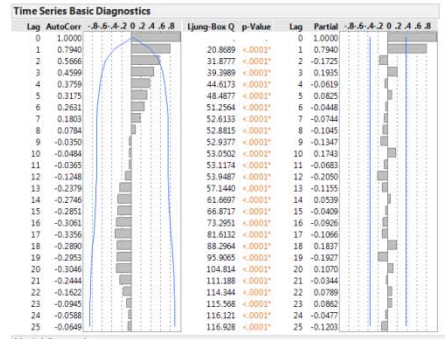 Time Series Basic Diagnostics
Lag AutoCorr -.8-.6-.4-.2 0 .2 .4 .6 .8 Ljung-Box Q p-Value Lag Partial -.8-.6-.4-.2 0 .2 .4 .6 .8
0 1.0000 . . 0 1.0000
1 0.7940 20.8689 <.0001* 1 0.7940
2 0.5666 31.8777 <.0001* 2 -0.1725
3 0.4599 39.3989 <.0001* 3 0.1935
4 0.3759 44.6173 <.0001* 4 -0.0619
5 0.3175 48.4877 <.0001* 5 0.0825
6 0.2631 51.2564 <.0001* 6 -0.0448
7 0.1803 52.6133 <.0001* 7 -0.0744
8 0.0784 52.8815 <.0001* 8 -0.1045
9 -0.0350 52.9377 <.0001* 9 -0.1347
10 -0.0484 53.0502 <.0001* 10 0.1743
11 -0.0365 53.1174 <.0001* 11 -0.0683
12 -0.1248 53.9487 <.0001* 12 -0.2050
13 -0.2379 57.1440 <.0001* 13 -0.1155
14 -0.2746 61.6697 <.0001* 14 0.0539
15 -0.2851 66.8717 <.0001* 15 -0.0409
16 -0.3061 73.2951 <.0001* 16 -0.0926
17 -0.3356 81.6132 <.0001* 17 -0.1066
18 -0.2890 88.2964 <.0001* 18 0.1837
19 -0.2953 95.9065 <.0001* 19 -0.1927
20 -0.3046 104.814 <.0001* 20 0.1070
21 -0.2444 111.188 <.0001* 21 -0.0344
22 -0.1622 114.344 <.0001* 22 0.0789
23 -0.0945 115.568 <.0001* 23 0.0862
24 -0.0588 116.121 <.0001* 24 -0.0477
25 -0.0649 116.928 <.0001* 25 -0.1203